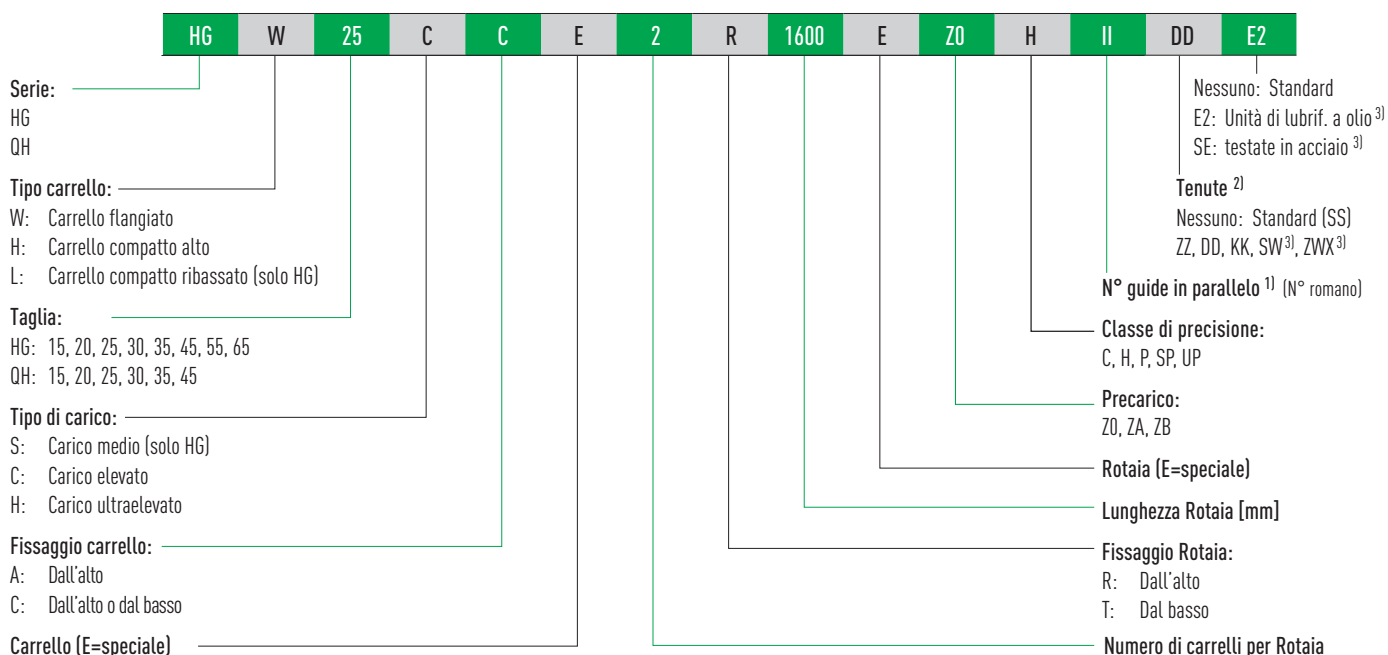 HG W 25 C C E 2 R 1600 E Z0 H II DD E2
Serie:
HG
QH
Tipo carrello:
W: Carrello flangiato
H: Carrello compatto alto
L: Carrello compatto ribassato (solo HG)
Taglia:
HG: 15, 20, 25, 30, 35, 45, 55, 65
QH: 15, 20, 25, 30, 35, 45
Tipo di carico:
S: Carico medio (solo HG)
C: Carico elevato
H: Carico ultraelevato
Fissaggio carrello:
A: Dall'alto
C: Dall'alto o dal basso
Carrello (E=speciale)
Nessuno: Standard
E2: Unità di lubrif. a olio 3)
SE: testate in acciaio 3)
Tenute 2)
Nessuno: Standard (SS)
ZZ, DD, KK, SW 3), ZWX 3)
N° guide in parallelo 1) (N° romano)
Classe di precisione:
C, H, P, SP, UP
Precarico:
Z0, ZA, ZB
Rotaia (E=speciale)
Lunghezza Rotaia [mm]
Fissaggio Rotaia:
R: Dall'alto
T: Dal basso
Numero di carrelli per Rotaia